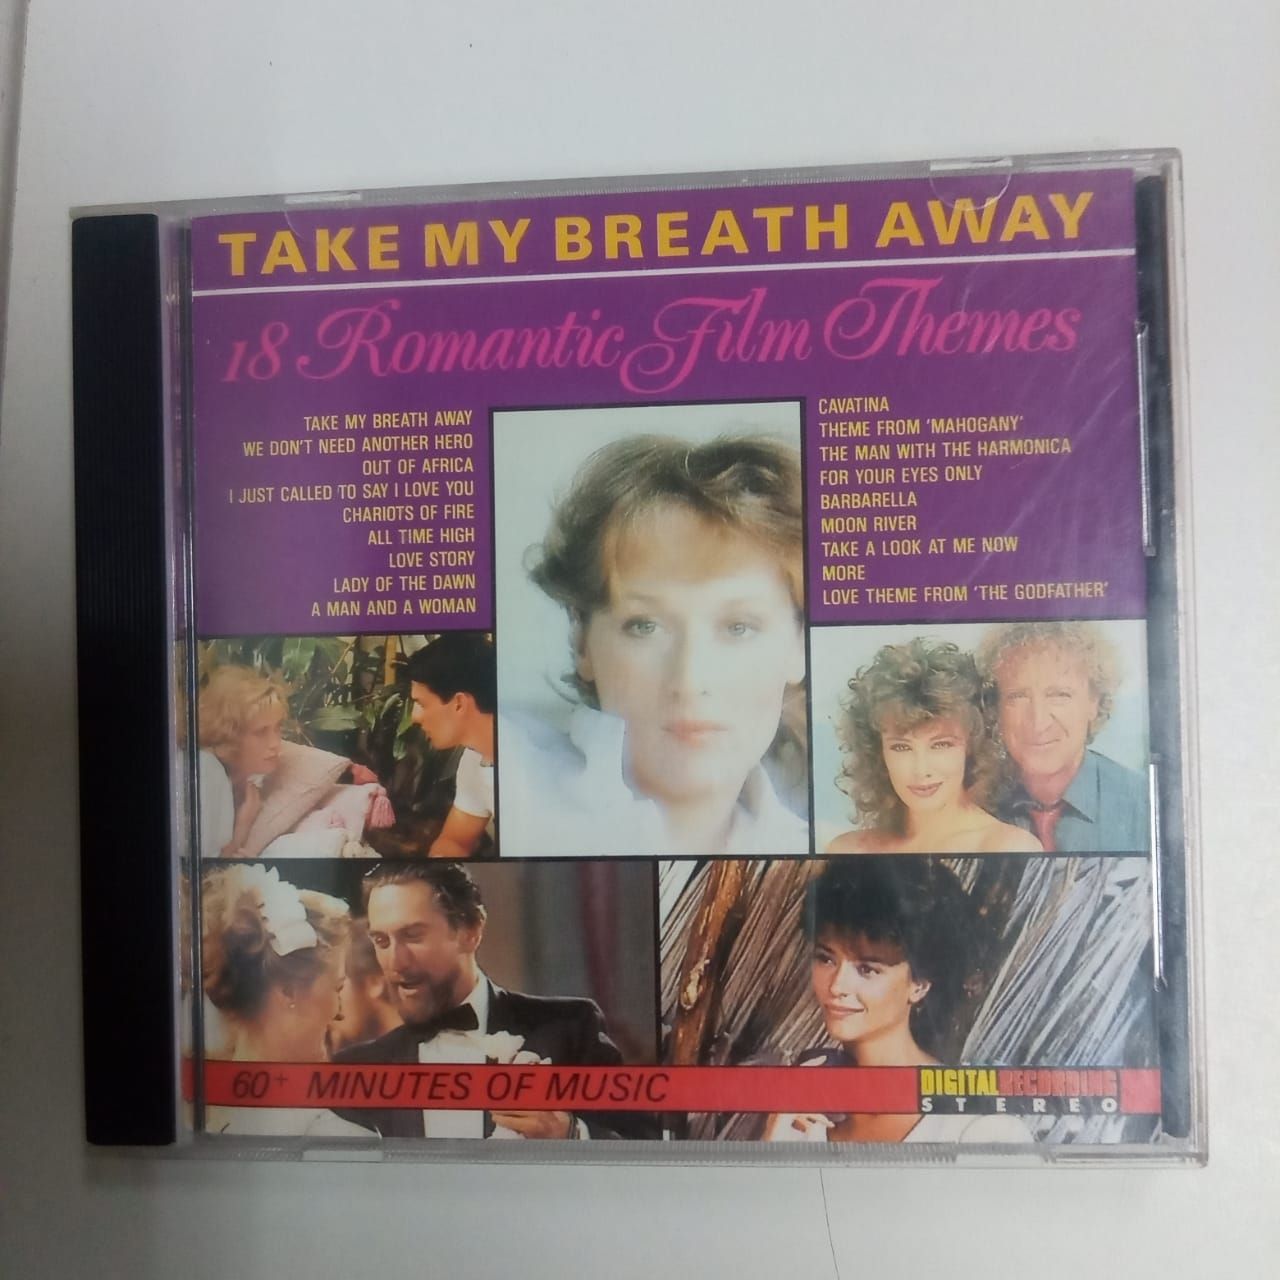 TAKE MY BREATH AWAY
18 Romantic Film Themes
TAKE MY BREATH AWAY
WE DON'T NEED ANOTHER HERO
OUT OF AFRICA
I JUST CALLED TO SAY I LOVE YOU
CHARIOTS OF FIRE
ALL TIME HIGH
LOVE STORY
LADY OF THE DAWN
A MAN AND A WOMAN
CAVATINA
THEME FROM 'MAHOGANY'
THE MAN WITH THE HARMONICA
FOR YOUR EYES ONLY
BARBARELLA
MOON RIVER
TAKE A LOOK AT ME NOW
MORE
LOVE THEME FROM 'THE GODFATHER'
60+ MINUTES OF MUSIC
DIGITAL RECORDING
STEREO